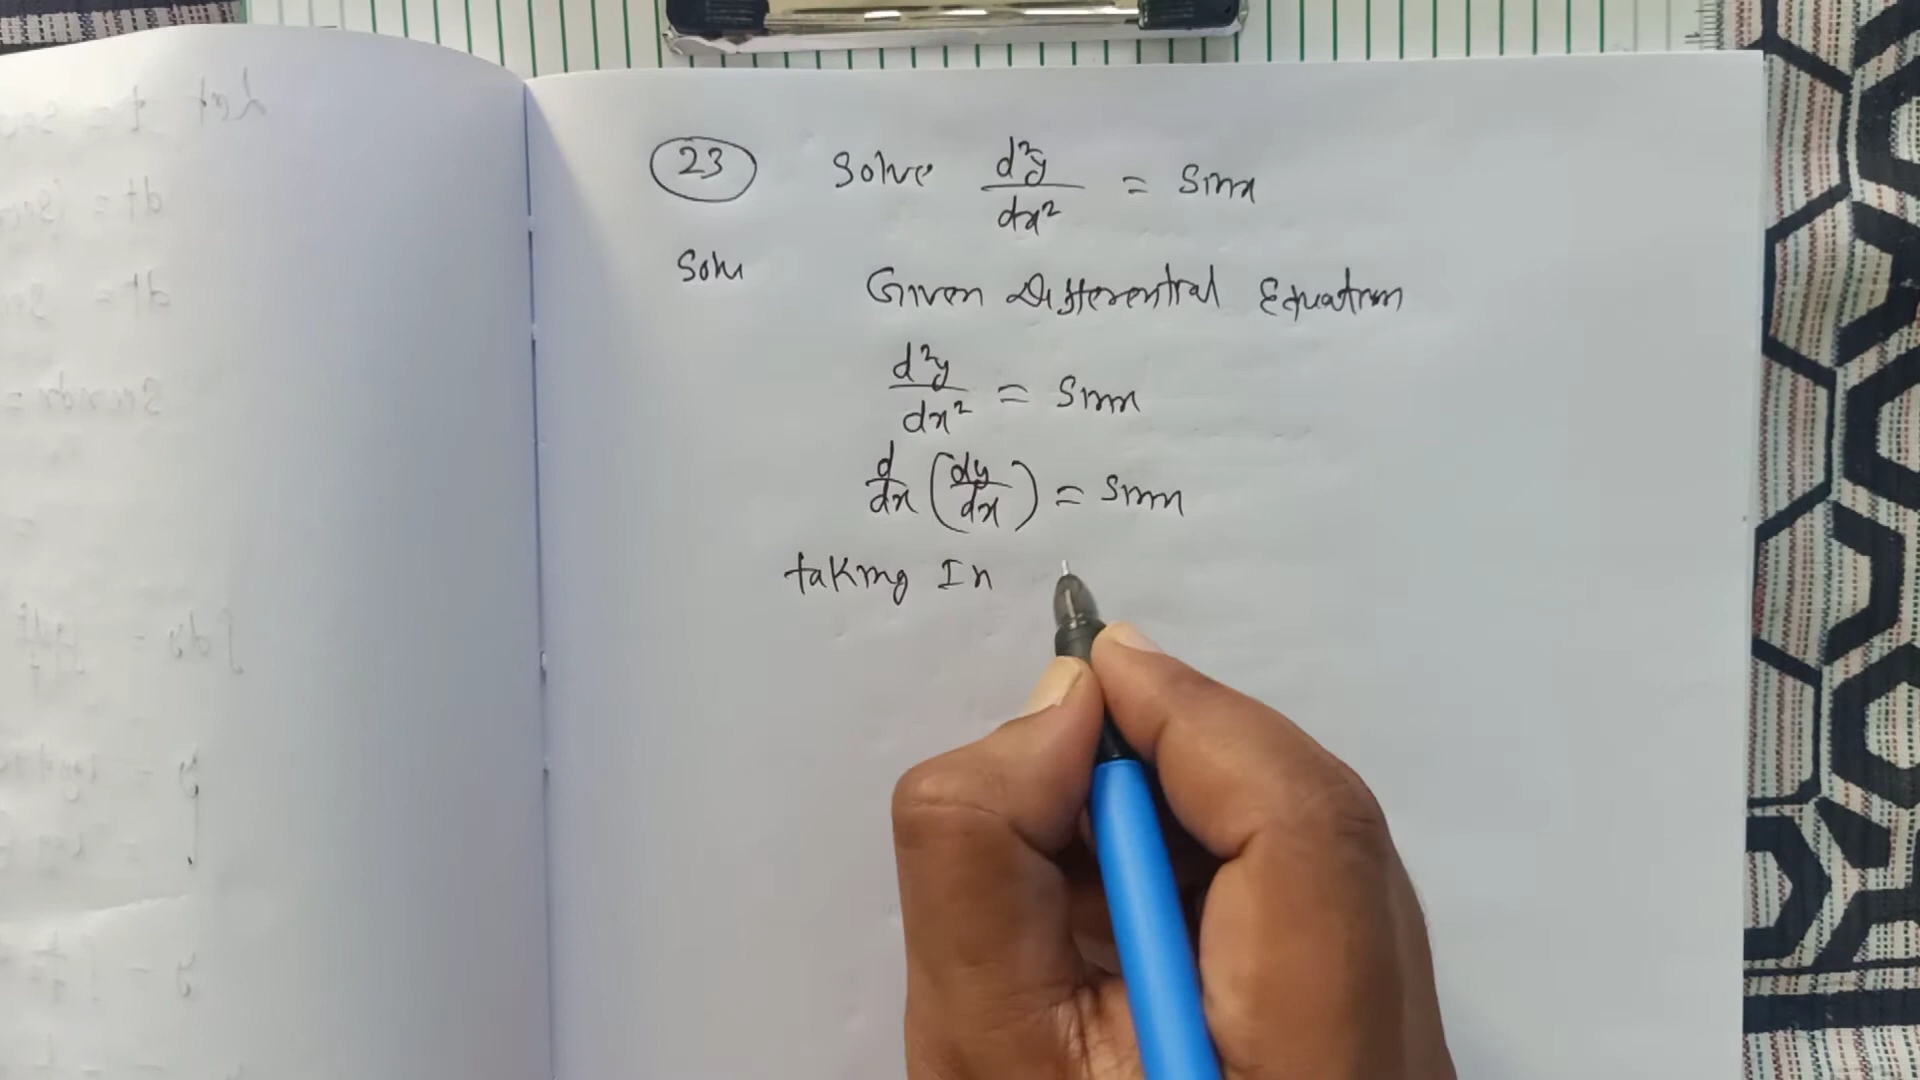 23 Solve d²y/dx² = Sinx
Soln Given Differential Equation
d²y/dx² = Sinx
d/dx (dy/dx) = Sinx
taking In